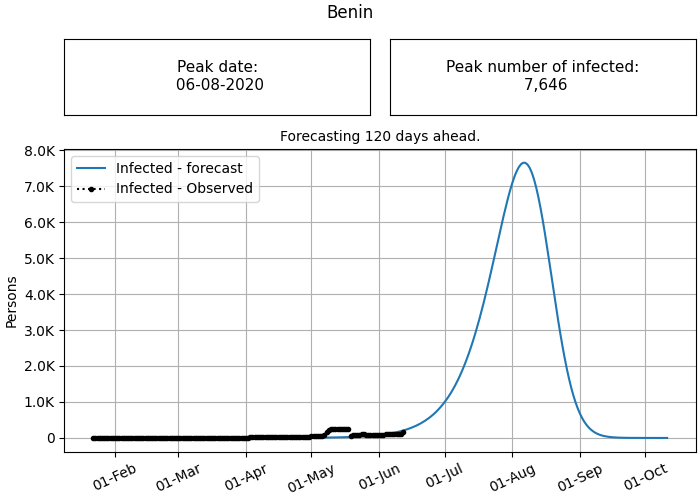 Benin
Peak date:
06-08-2020
Peak number of infected:
7,646
Forecasting 120 days ahead.
Infected - forecast
Infected - Observed
Persons
8.0K
7.0K
6.0K
5.0K
4.0K
3.0K
2.0K
1.0K
0
01-Feb
01-Mar
01-Apr
01-May
01-Jun
01-Jul
01-Aug
01-Sep
01-Oct